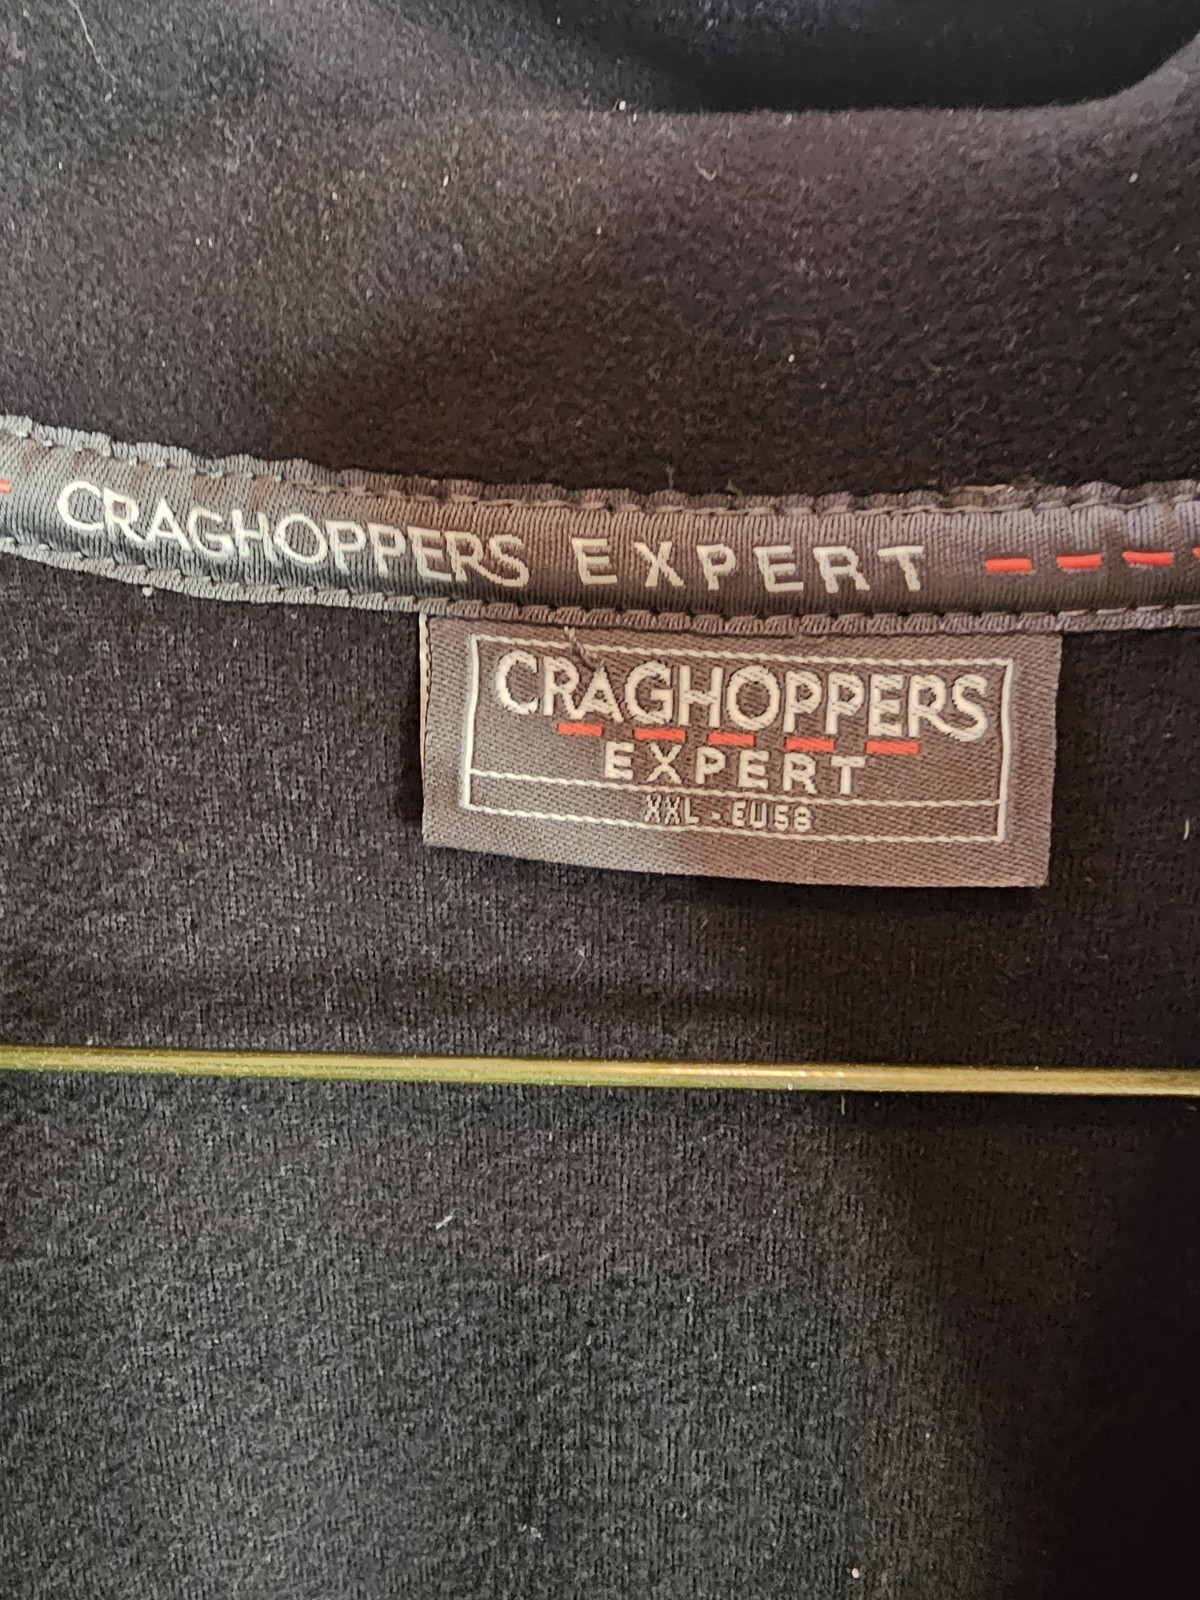 CRAGHOPPERS EXPERT
CRAGHOPPERS
EXPERT
XXL - EU58